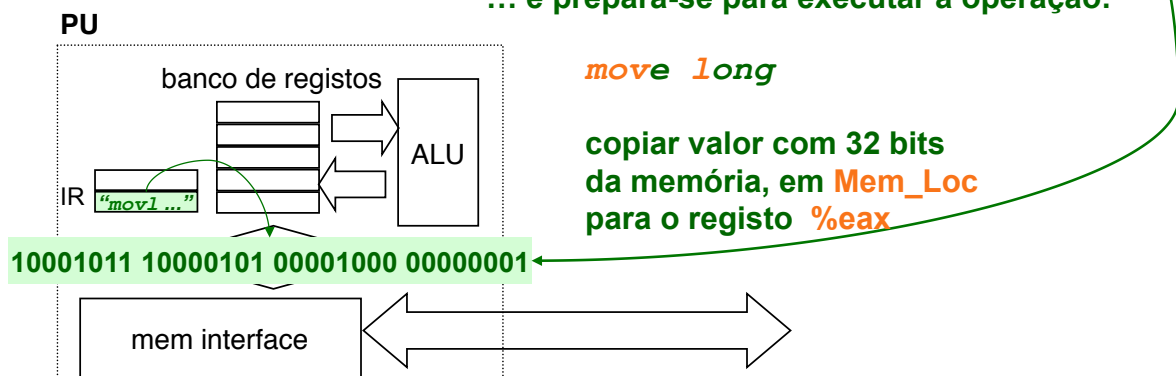 … e prepara-se para executar a operação:
PU
move long
banco de registos
ALU
copiar valor com 32 bits
da memória, em Mem_Loc
para o registo %eax
IR
“movl …”
10001011 10000101 00001000 00000001
mem interface